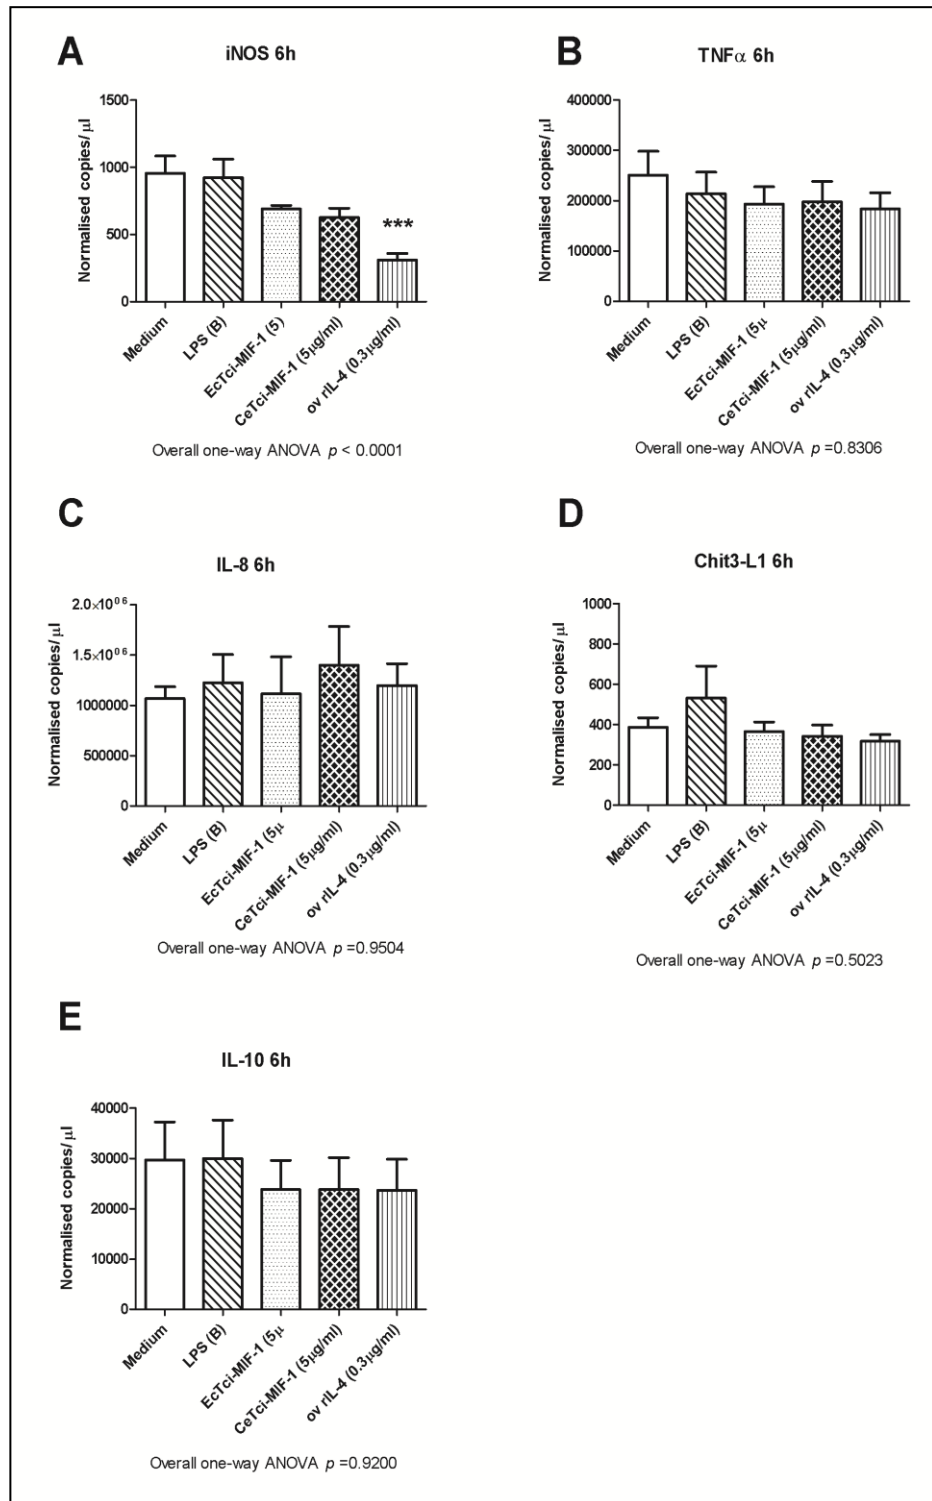 A
iNOS 6h
Normalised copies/ μl
1500
1000
500
0
***
Medium
LPS (B)
EcTci-MIF-1 (5)
CeTci-MIF-1 (5μg/ml)
ov rIL-4 (0.3μg/ml)
Overall one-way ANOVA p < 0.0001
B
TNFα 6h
Normalised copies/ μl
400000
300000
200000
100000
0
Medium
LPS (B)
EcTci-MIF-1 (5μ
CeTci-MIF-1 (5μg/ml)
ov rIL-4 (0.3μg/ml)
Overall one-way ANOVA p =0.8306
C
IL-8 6h
Normalised copies/ μl
2.0×10⁰⁶
1.5×10⁰⁶
1000000
500000
0
Medium
LPS (B)
EcTci-MIF-1 (5μ
CeTci-MIF-1 (5μg/ml)
ov rIL-4 (0.3μg/ml)
Overall one-way ANOVA p =0.9504
D
Chit3-L1 6h
Normalised copies/ μl
1000
800
600
400
200
0
Medium
LPS (B)
EcTci-MIF-1 (5μ
CeTci-MIF-1 (5μg/ml)
ov rIL-4 (0.3μg/ml)
Overall one-way ANOVA p =0.5023
E
IL-10 6h
Normalised copies/ μl
40000
30000
20000
10000
0
Medium
LPS (B)
EcTci-MIF-1 (5μ
CeTci-MIF-1 (5μg/ml)
ov rIL-4 (0.3μg/ml)
Overall one-way ANOVA p =0.9200